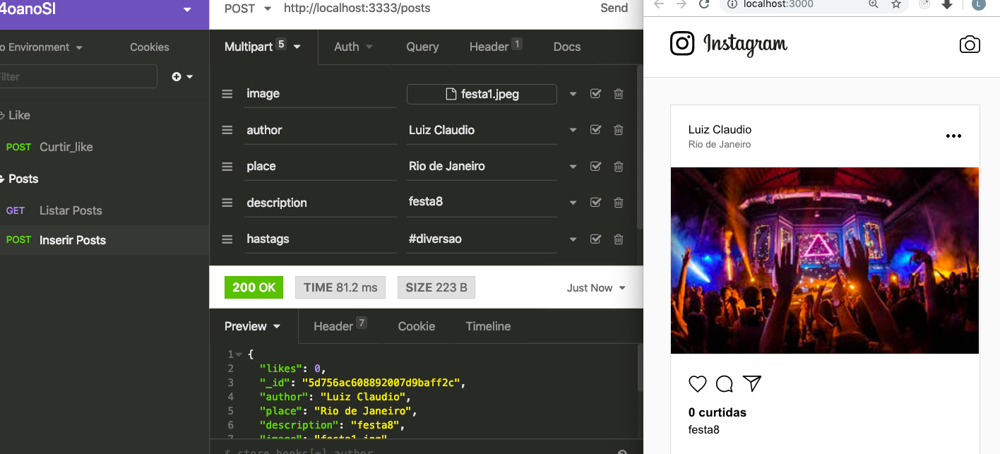 4oanoSI
POST http://localhost:3333/posts Send
localhost:3000
L
o Environment Cookies
Multipart 5 Auth Query Header 1 Docs
Filter
Instagram
image festa1.jpeg
Like
author Luiz Claudio
POST Curtir_like
place Rio de Janeiro
Posts
description festa8
GET Listar Posts
POST Inserir Posts
hastags #diversao
200 OK TIME 81.2 ms SIZE 223 B Just Now
Preview Header 7 Cookie Timeline
1 {
2 "likes": 0,
3 "_id": "5d756ac608892007d9baff2c",
4 "author": "Luiz Claudio",
5 "place": "Rio de Janeiro",
6 "description": "festa8",
7 "image": "festa1.jpg"
$.store.books[*].author
Luiz Claudio
Rio de Janeiro
0 curtidas
festa8